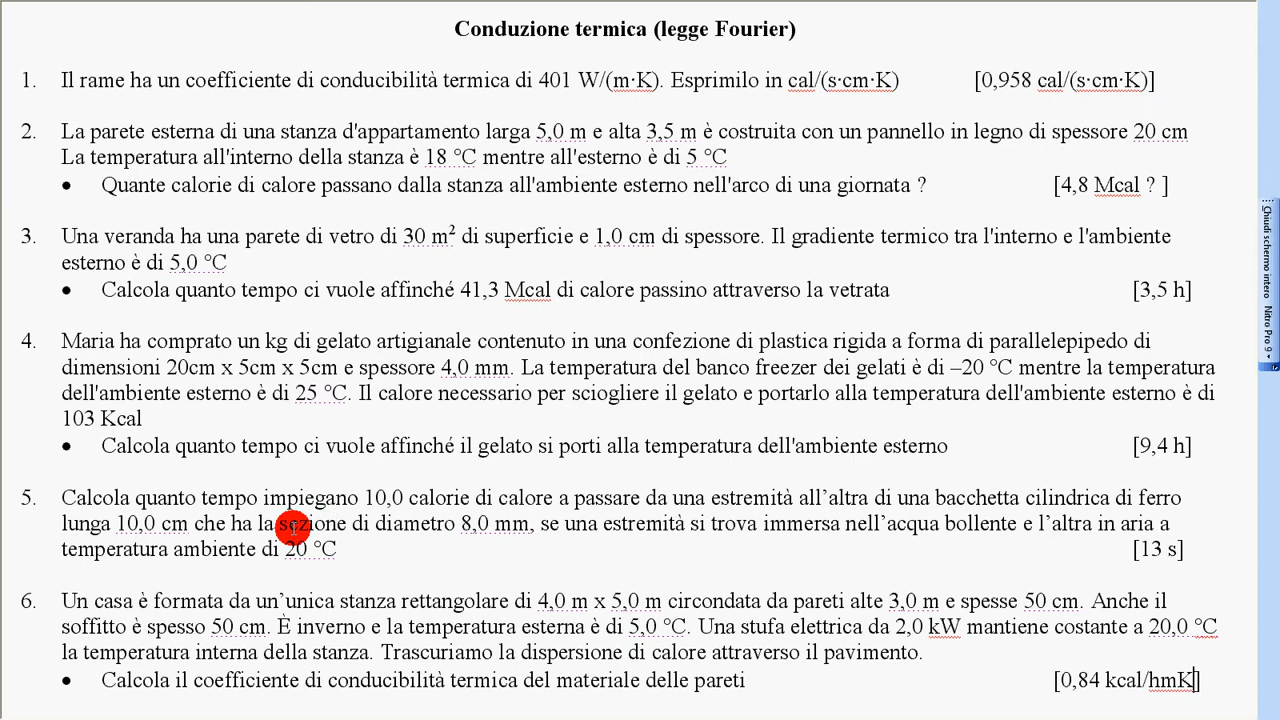 Conduzione termica (legge Fourier)
1. Il rame ha un coefficiente di conducibilità termica di 401 W/(m·K). Esprimilo in cal/(s·cm·K) [0,958 cal/(s·cm·K)]
2. La parete esterna di una stanza d'appartamento larga 5,0 m e alta 3,5 m è costruita con un pannello in legno di spessore 20 cm
La temperatura all'interno della stanza è 18 °C mentre all'esterno è di 5 °C
• Quante calorie di calore passano dalla stanza all'ambiente esterno nell'arco di una giornata ? [4,8 Mcal ? ]
3. Una veranda ha una parete di vetro di 30 m² di superficie e 1,0 cm di spessore. Il gradiente termico tra l'interno e l'ambiente
esterno è di 5,0 °C
• Calcola quanto tempo ci vuole affinché 41,3 Mcal di calore passino attraverso la vetrata [3,5 h]
4. Maria ha comprato un kg di gelato artigianale contenuto in una confezione di plastica rigida a forma di parallelepipedo di
dimensioni 20cm x 5cm x 5cm e spessore 4,0 mm. La temperatura del banco freezer dei gelati è di –20 °C mentre la temperatura
dell'ambiente esterno è di 25 °C. Il calore necessario per sciogliere il gelato e portarlo alla temperatura dell'ambiente esterno è di
103 Kcal
• Calcola quanto tempo ci vuole affinché il gelato si porti alla temperatura dell'ambiente esterno [9,4 h]
5. Calcola quanto tempo impiegano 10,0 calorie di calore a passare da una estremità all’altra di una bacchetta cilindrica di ferro
lunga 10,0 cm che ha la sezione di diametro 8,0 mm, se una estremità si trova immersa nell’acqua bollente e l’altra in aria a
temperatura ambiente di 20 °C [13 s]
6. Un casa è formata da un’unica stanza rettangolare di 4,0 m x 5,0 m circondata da pareti alte 3,0 m e spesse 50 cm. Anche il
soffitto è spesso 50 cm. È inverno e la temperatura esterna è di 5,0 °C. Una stufa elettrica da 2,0 kW mantiene costante a 20,0 °C
la temperatura interna della stanza. Trascuriamo la dispersione di calore attraverso il pavimento.
• Calcola il coefficiente di conducibilità termica del materiale delle pareti [0,84 kcal/hmK]
Chiudi schermo intero Nitro Pro 9